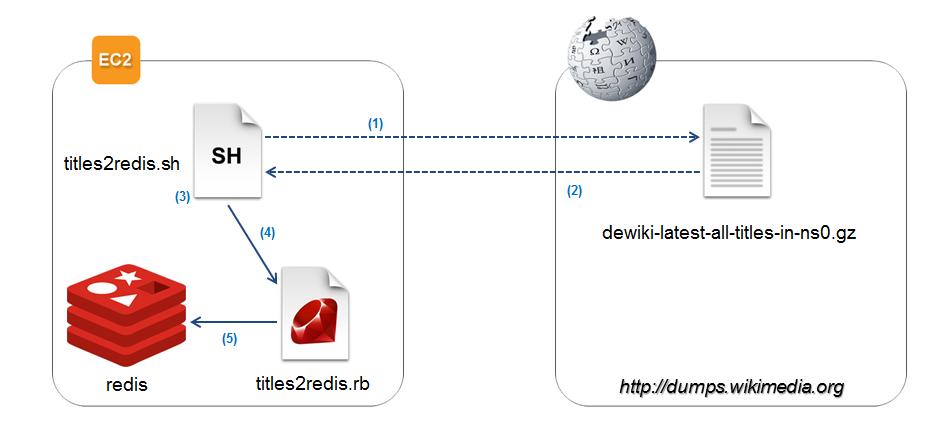 EC2
(1)
SH
titles2redis.sh
(3)
(2)
dewiki-latest-all-titles-in-ns0.gz
(4)
(5)
redis
titles2redis.rb
http://dumps.wikimedia.org